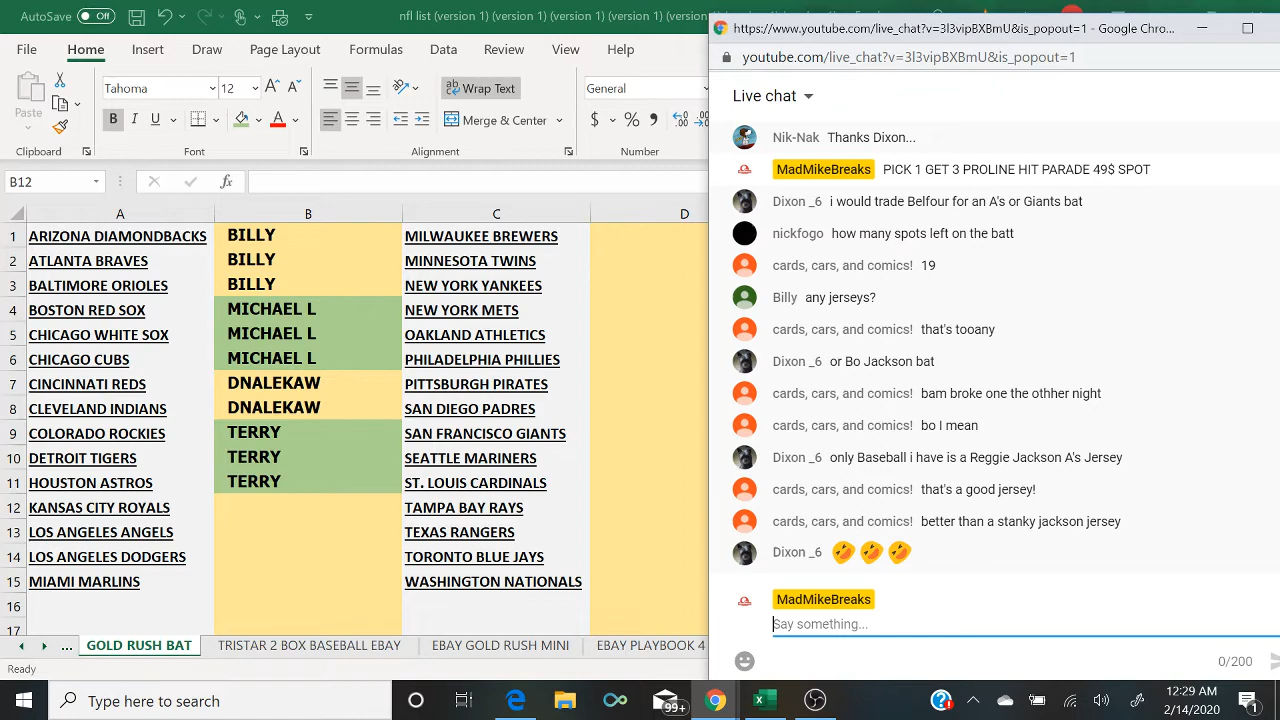 AutoSave Off
nfl list (version 1) (version 1) (version 1) (version 1)
File Home Insert Draw Page Layout Formulas Data Review View Help
Paste
Tahoma 12
B I U A
Wrap Text
Merge & Center
General
$ % 9
Clipboard Font Alignment Number
B12 fx
A B C D
1 ARIZONA DIAMONDBACKS BILLY MILWAUKEE BREWERS
2 ATLANTA BRAVES BILLY MINNESOTA TWINS
3 BALTIMORE ORIOLES BILLY NEW YORK YANKEES
4 BOSTON RED SOX MICHAEL L NEW YORK METS
5 CHICAGO WHITE SOX MICHAEL L OAKLAND ATHLETICS
6 CHICAGO CUBS MICHAEL L PHILADELPHIA PHILLIES
7 CINCINNATI REDS DNALEKAW PITTSBURGH PIRATES
8 CLEVELAND INDIANS DNALEKAW SAN DIEGO PADRES
9 COLORADO ROCKIES TERRY SAN FRANCISCO GIANTS
10 DETROIT TIGERS TERRY SEATTLE MARINERS
11 HOUSTON ASTROS TERRY ST. LOUIS CARDINALS
12 KANSAS CITY ROYALS TAMPA BAY RAYS
13 LOS ANGELES ANGELS TEXAS RANGERS
14 LOS ANGELES DODGERS TORONTO BLUE JAYS
15 MIAMI MARLINS WASHINGTON NATIONALS
16
17
... GOLD RUSH BAT TRISTAR 2 BOX BASEBALL EBAY EBAY GOLD RUSH MINI EBAY PLAYBOOK 4
Ready
https://www.youtube.com/live_chat?v=3l3vipBXBmU&is_popout=1 - Google Chro...
youtube.com/live_chat?v=3l3vipBXBmU&is_popout=1
Live chat
Nik-Nak Thanks Dixon...
MadMikeBreaks PICK 1 GET 3 PROLINE HIT PARADE 49$ SPOT
Dixon _6 i would trade Belfour for an A's or Giants bat
nickfogo how many spots left on the batt
cards, cars, and comics! 19
Billy any jerseys?
cards, cars, and comics! that's tooany
Dixon _6 or Bo Jackson bat
cards, cars, and comics! bam broke one the othher night
cards, cars, and comics! bo I mean
Dixon _6 only Baseball i have is a Reggie Jackson A's Jersey
cards, cars, and comics! that's a good jersey!
cards, cars, and comics! better than a stanky jackson jersey
Dixon _6 🤣🤣🤣
MadMikeBreaks
Say something...
0/200
Type here to search
99+
12:29 AM
2/14/2020
1